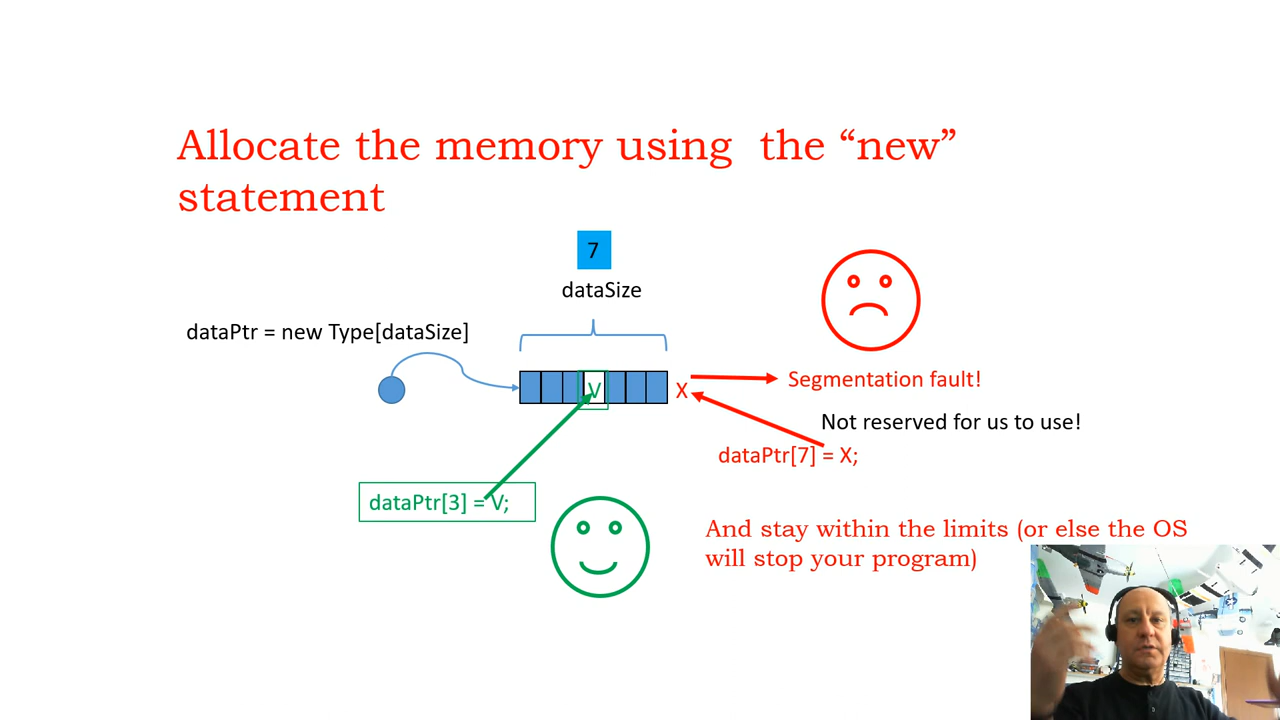 Allocate the memory using  the “new”
statement
7
dataSize
dataPtr = new Type[dataSize]
V
X
Segmentation fault!
Not reserved for us to use!
dataPtr[7] = X;
dataPtr[3] = V;
And stay within the limits (or else the OS
will stop your program)